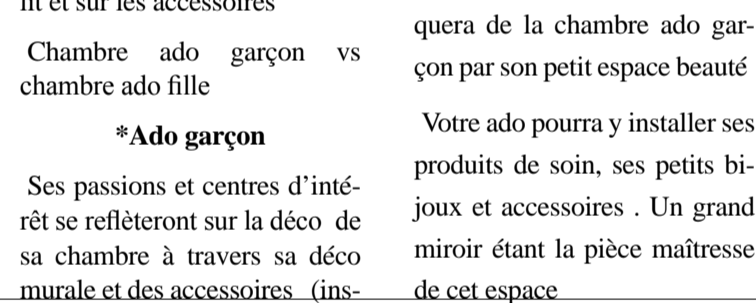 nt et sur les accessoires
Chambre ado garçon vs
chambre ado fille
*Ado garçon
Ses passions et centres d’inté-
rêt se reflèteront sur la déco de
sa chambre à travers sa déco
murale et des accessoires (ins-
quera de la chambre ado gar-
çon par son petit espace beauté
Votre ado pourra y installer ses
produits de soin, ses petits bi-
joux et accessoires . Un grand
miroir étant la pièce maîtresse
de cet espace